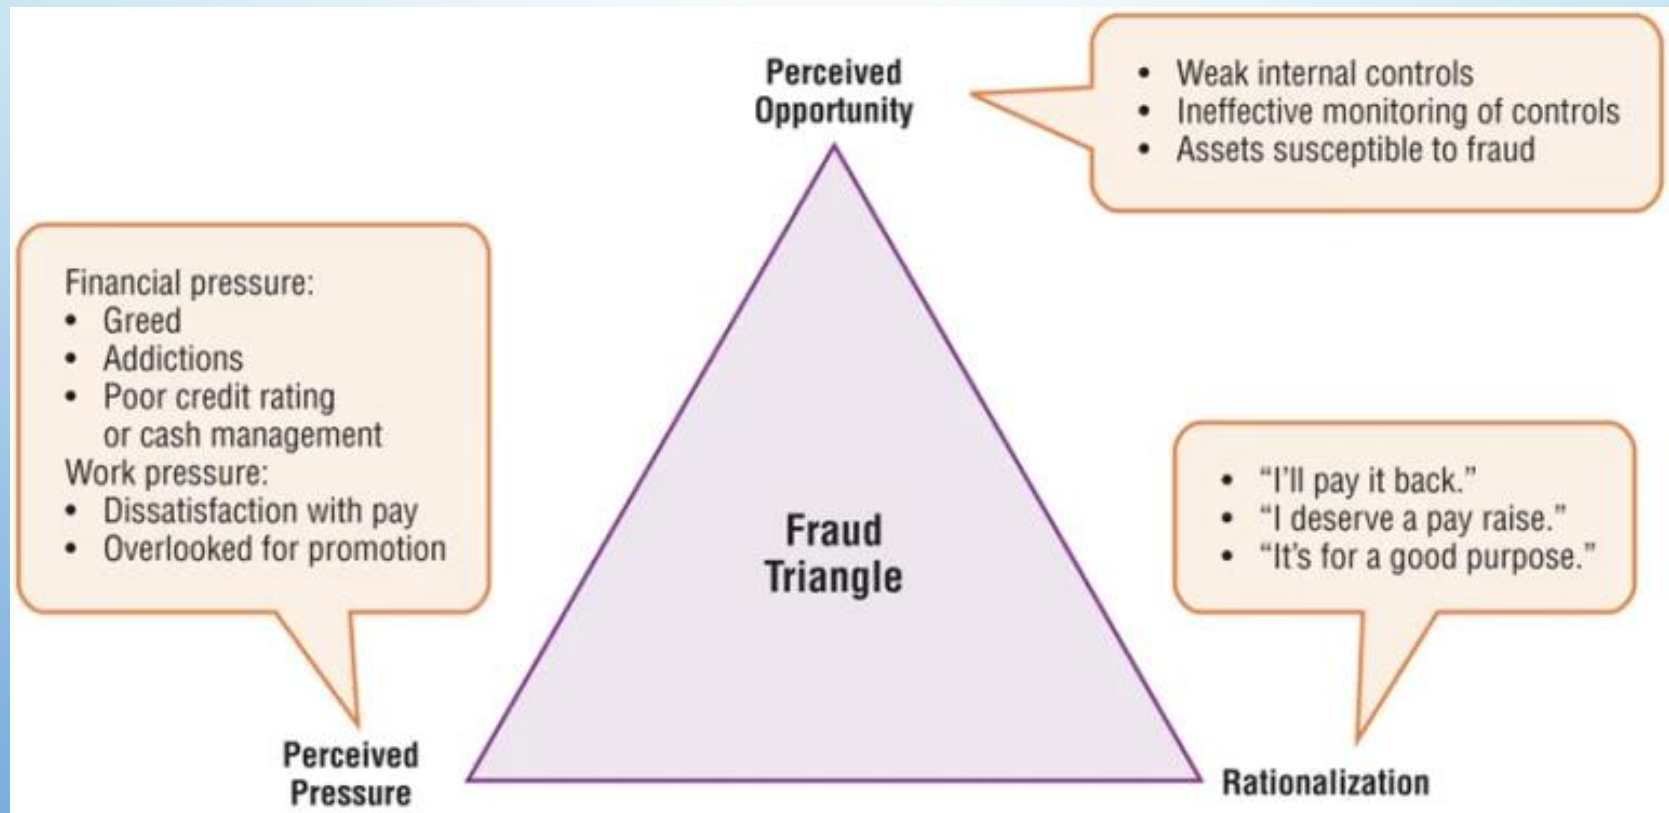 Perceived
Opportunity
• Weak internal controls
• Ineffective monitoring of controls
• Assets susceptible to fraud
Financial pressure:
• Greed
• Addictions
• Poor credit rating
or cash management
Work pressure:
• Dissatisfaction with pay
• Overlooked for promotion
• “I’ll pay it back.”
• “I deserve a pay raise.”
• “It’s for a good purpose.”
Fraud
Triangle
Perceived
Pressure
Rationalization